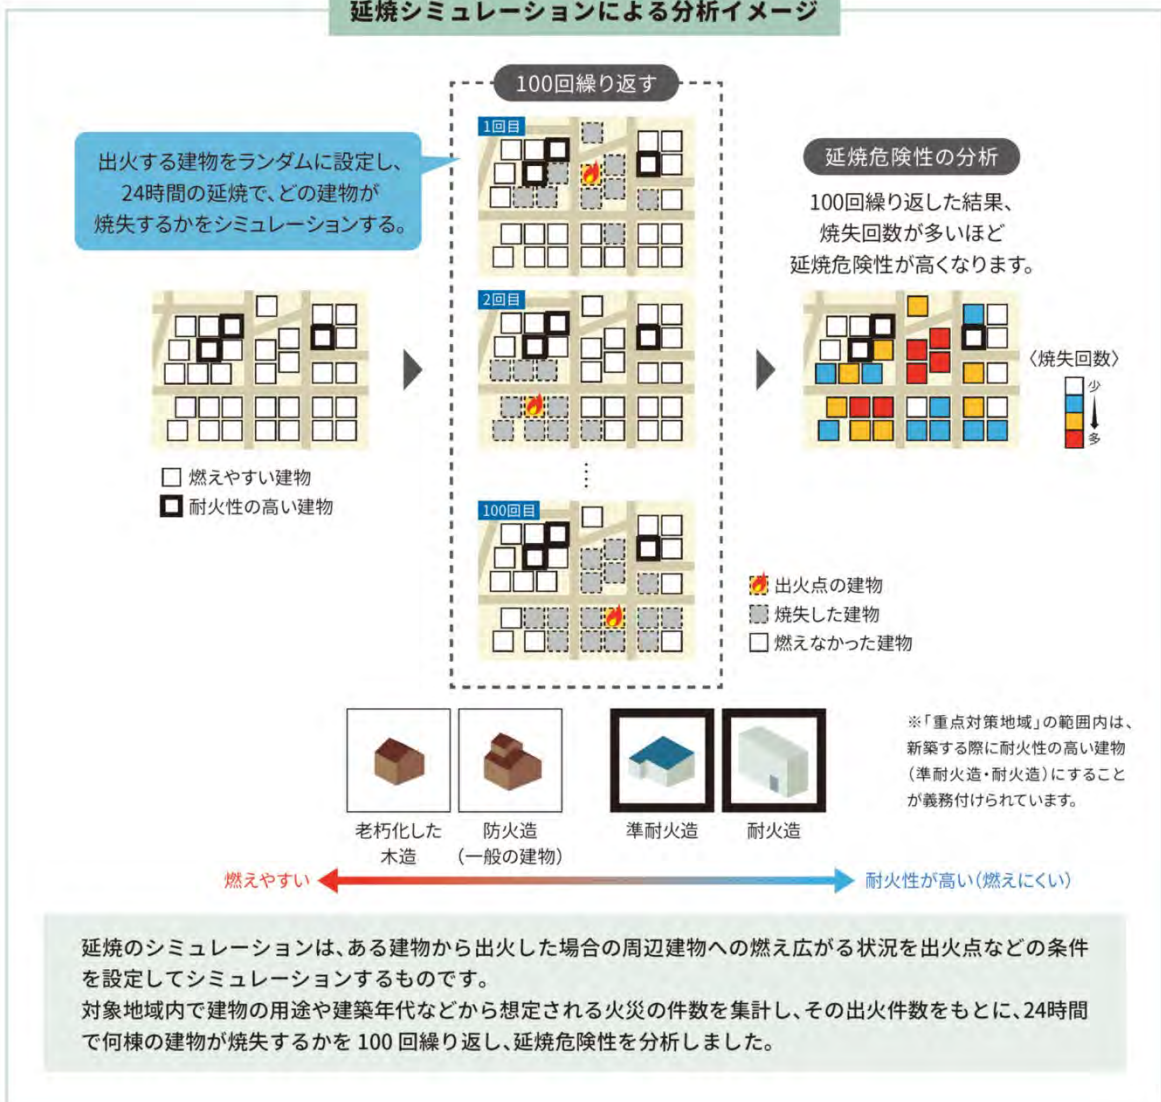 延焼シミュレーションによる分析イメージ
100回繰り返す
1回目
出火する建物をランダムに設定し、
24時間の延焼で、どの建物が
焼失するかをシミュレーションする。
延焼危険性の分析
100回繰り返した結果、
焼失回数が多いほど
延焼危険性が高くなります。
2回目
〈焼失回数〉
少
多
燃えやすい建物
耐火性の高い建物
100回目
出火点の建物
焼失した建物
燃えなかった建物
※「重点対策地域」の範囲内は、
新築する際に耐火性の高い建物
（準耐火造・耐火造）にすること
が義務付けられています。
老朽化した
木造
防火造
（一般の建物）
準耐火造
耐火造
燃えやすい
耐火性が高い（燃えにくい）
延焼のシミュレーションは、ある建物から出火した場合の周辺建物への燃え広がる状況を出火点などの条件
を設定してシミュレーションするものです。
対象地域内で建物の用途や建築年代などから想定される火災の件数を集計し、その出火件数をもとに、24時間
で何棟の建物が焼失するかを 100 回繰り返し、延焼危険性を分析しました。